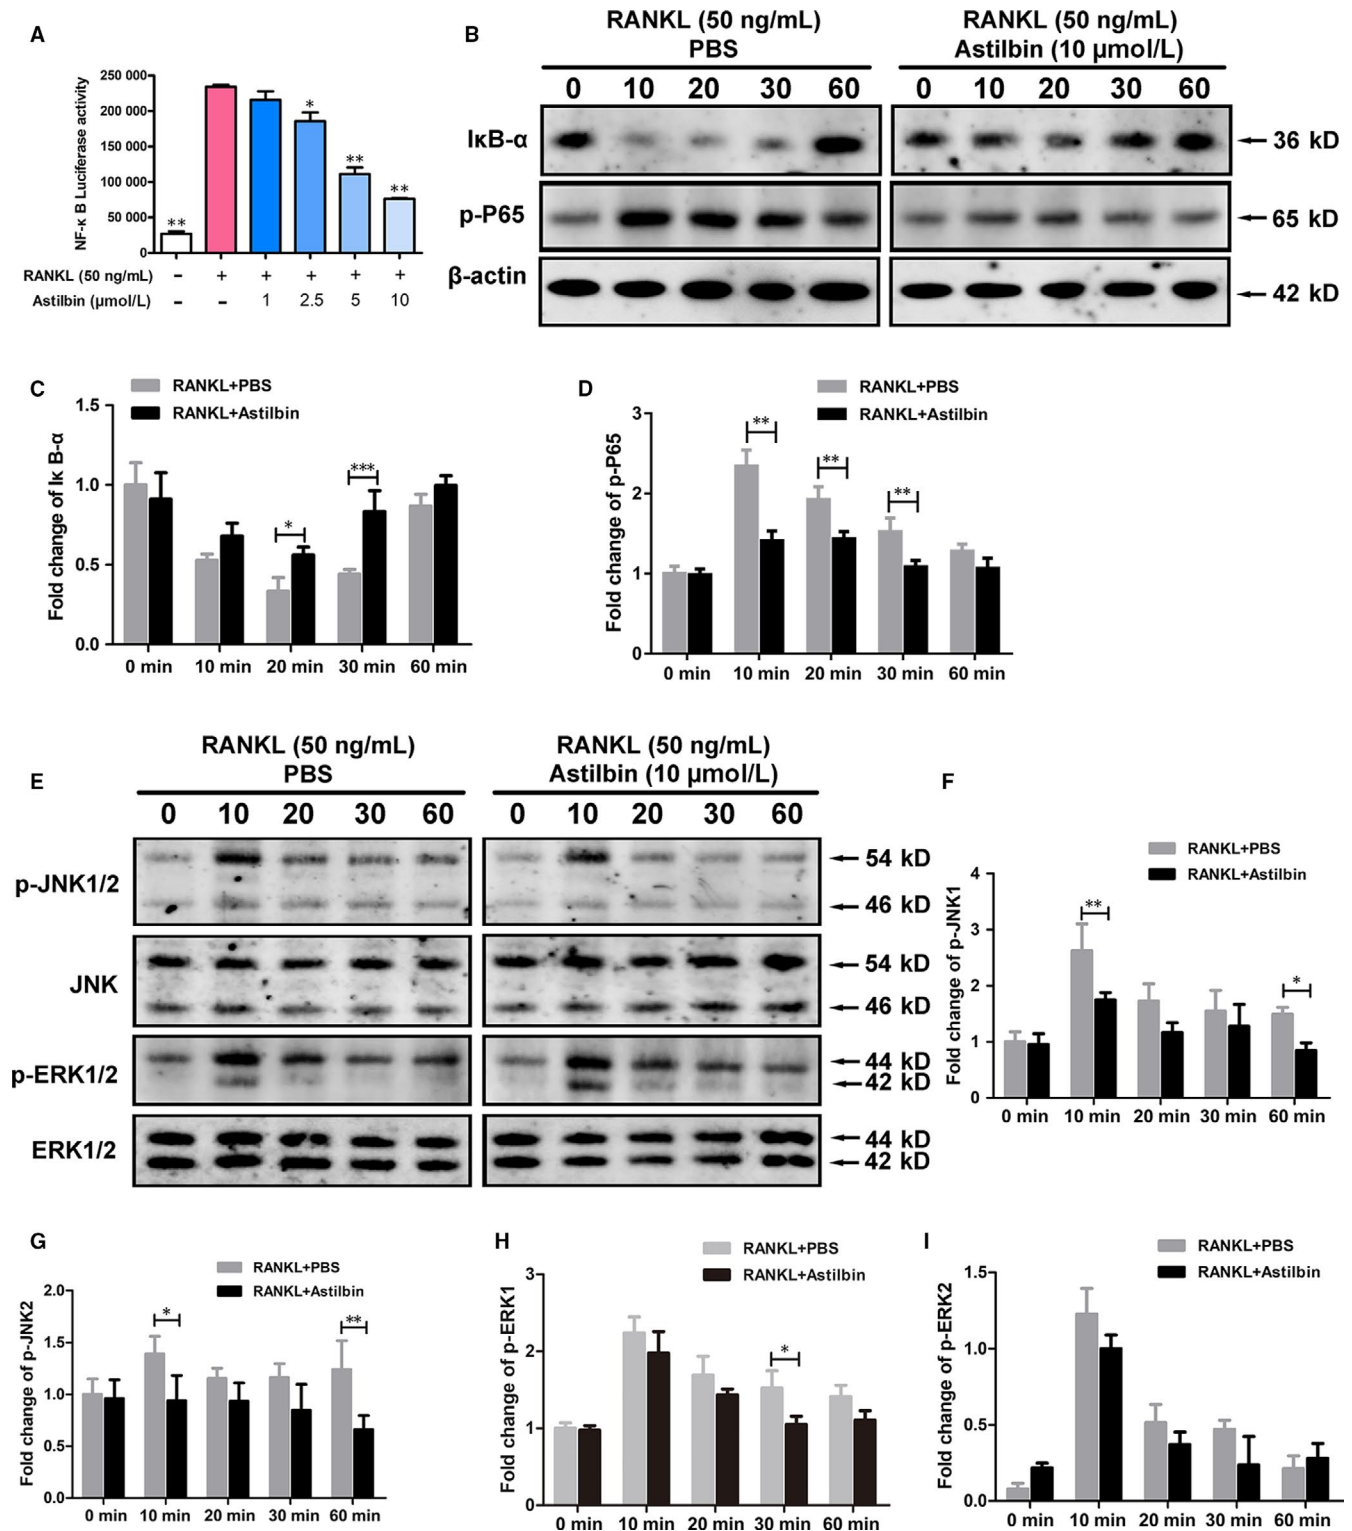 A
NF-κ B Luciferase activity
250 000
200 000
150 000
100 000
50 000
0
**
*
**
**
RANKL (50 ng/mL) – + + + + +
Astilbin (µmol/L) – – 1 2.5 5 10
B
RANKL (50 ng/mL)
PBS
RANKL (50 ng/mL)
Astilbin (10 µmol/L)
0 10 20 30 60
0 10 20 30 60
IκB-α
36 kD
p-P65
65 kD
β-actin
42 kD
C
RANKL+PBS
RANKL+Astilbin
Fold change of Iκ B-α
1.5
1.0
0.5
0.0
*
***
0 min 10 min 20 min 30 min 60 min
D
RANKL+PBS
RANKL+Astilbin
Fold change of p-P65
3
2
1
0
**
**
**
0 min 10 min 20 min 30 min 60 min
E
RANKL (50 ng/mL)
PBS
RANKL (50 ng/mL)
Astilbin (10 µmol/L)
0 10 20 30 60
0 10 20 30 60
p-JNK1/2
54 kD
46 kD
JNK
54 kD
46 kD
p-ERK1/2
44 kD
42 kD
ERK1/2
44 kD
42 kD
F
RANKL+PBS
RANKL+Astilbin
Fold change of p-JNK1
4
3
2
1
0
**
*
0 min 10 min 20 min 30 min 60 min
G
RANKL+PBS
RANKL+Astilbin
Fold change of p-JNK2
2.0
1.5
1.0
0.5
0.0
*
**
0 min 10 min 20 min 30 min 60 min
H
RANKL+PBS
RANKL+Astilbin
Fold change of p-ERK1
3
2
1
0
*
0 min 10 min 20 min 30 min 60 min
I
RANKL+PBS
RANKL+Astilbin
Fold change of p-ERK2
1.5
1.0
0.5
0.0
0 min 10 min 20 min 30 min 60 min